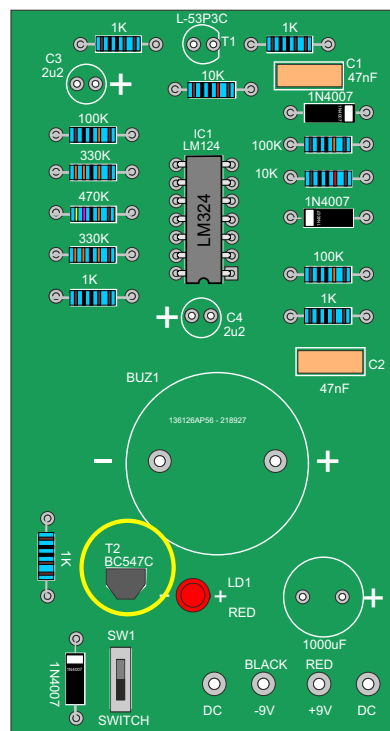 L-53P3C
1K
T1
1K
C3
2u2
+
10K
C1
47nF
1N4007
100K
IC1
LM124
100K
330K
LM324
10K
470K
1N4007
330K
100K
1K
+
C4
2u2
1K
C2
47nF
BUZ1
136126AP56 - 218927
-
+
1K
T2
BC547C
LD1
- +
RED
1000uF
+
1N4007
1N4007
SW1
SWITCH
BLACK
RED
DC
-9V
+9V
DC